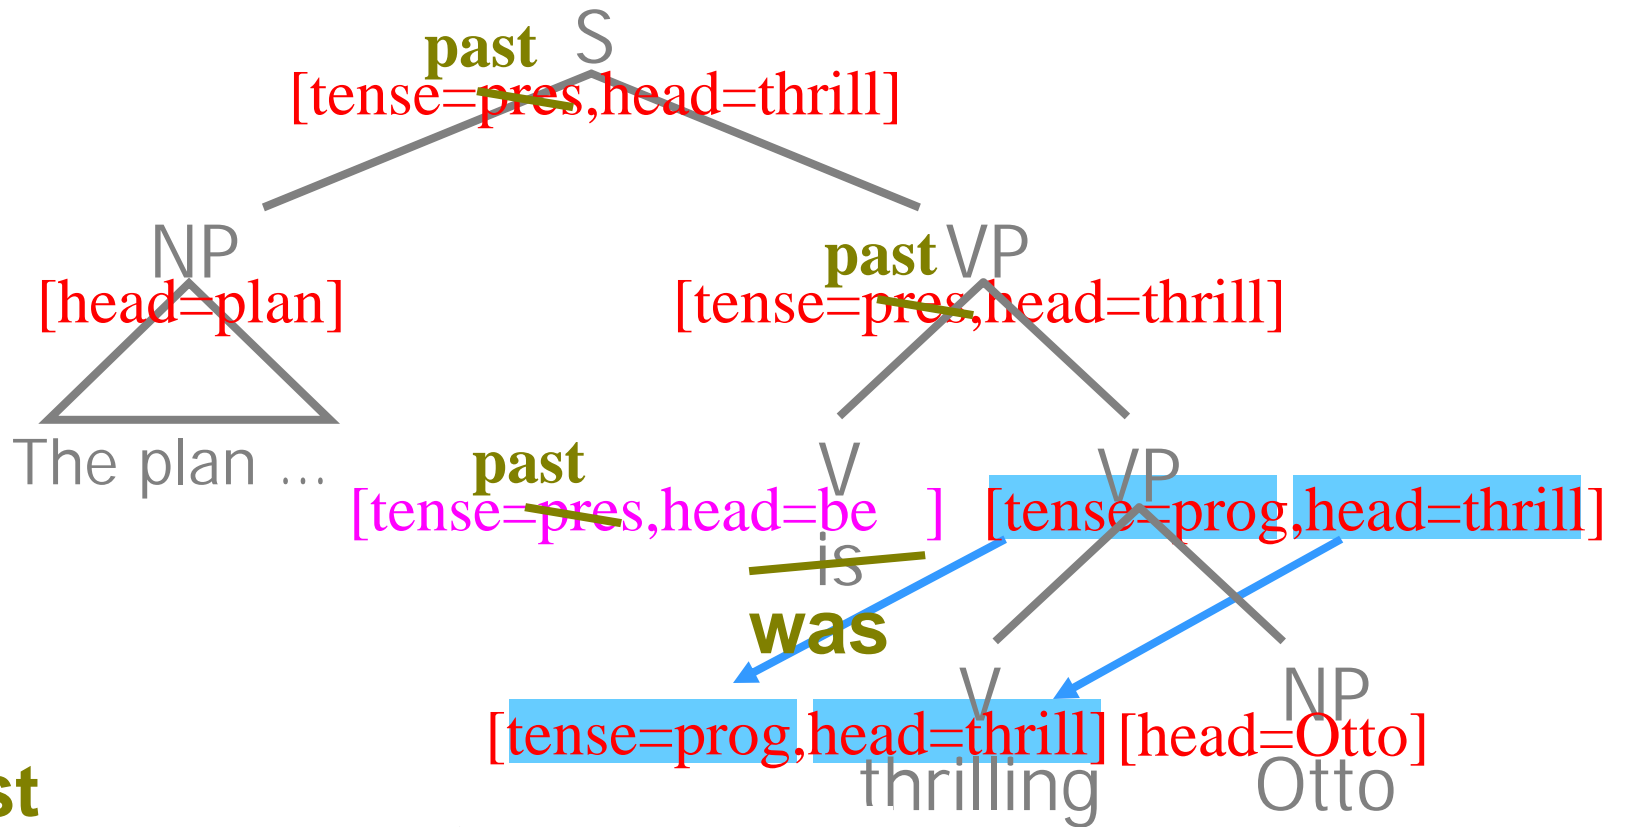 past S
[tense=pres,head=thrill]
NP past VP
[head=plan] [tense=pres,head=thrill]
The plan ... past V VP
[tense=pres,head=be ] [tense=prog,head=thrill]
is
was
V NP
[tense=prog,head=thrill] [head=Otto]
thrilling Otto
st